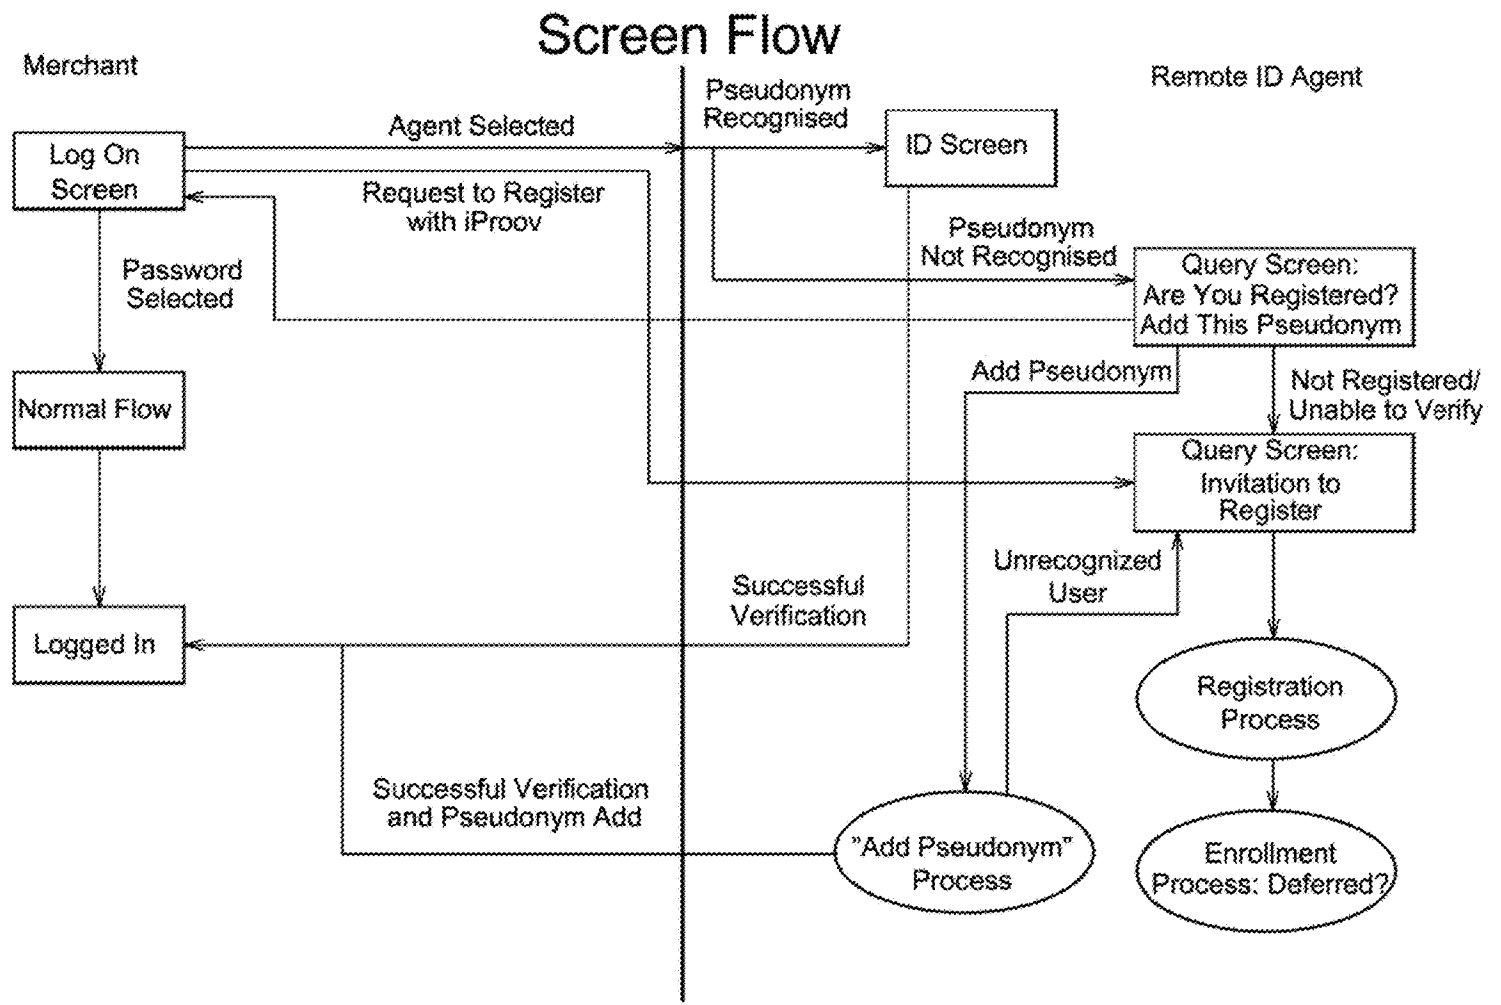 Screen Flow
Merchant
Remote ID Agent
Pseudonym
Recognised
Agent Selected
Log On
Screen
ID Screen
Request to Register
with iProov
Pseudonym
Not Recognised
Password
Selected
Query Screen:
Are You Registered?
Add This Pseudonym
Add Pseudonym
Not Registered/
Unable to Verify
Normal Flow
Query Screen:
Invitation to
Register
Unrecognized
User
Successful
Verification
Logged In
Registration
Process
Successful Verification
and Pseudonym Add
"Add Pseudonym"
Process
Enrollment
Process: Deferred?